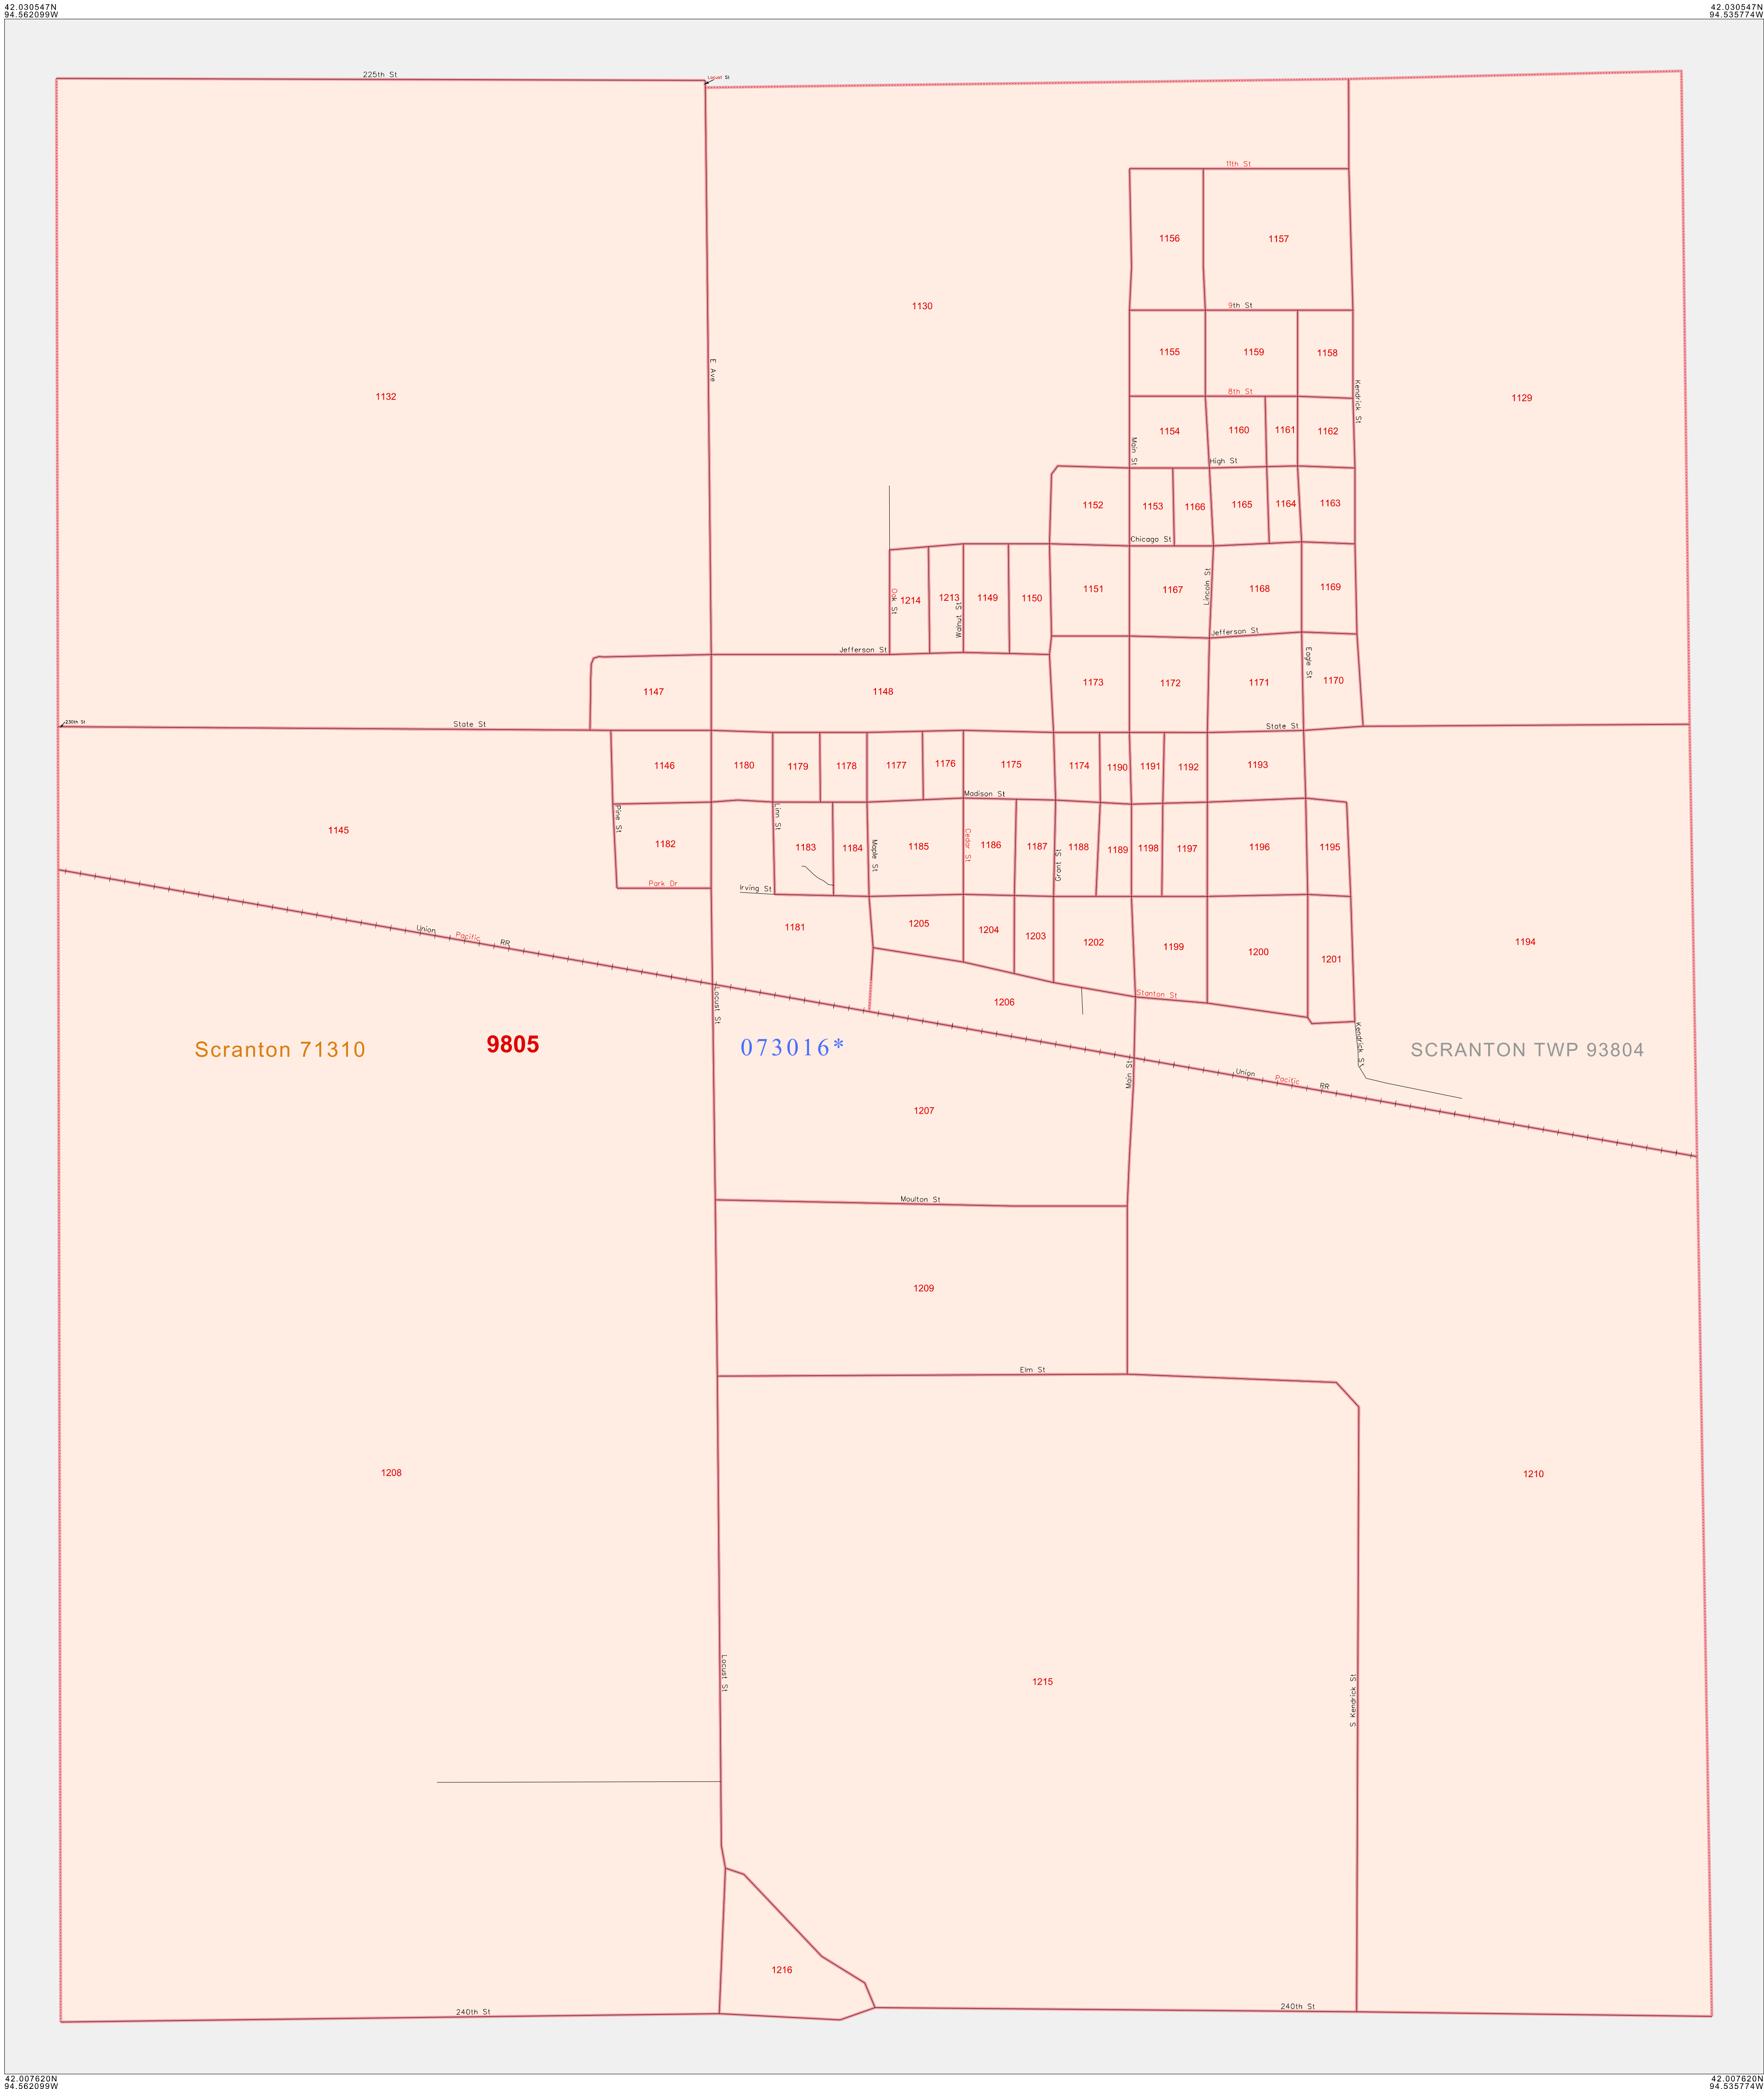 42.030547N
94.562099W
42.030547N
94.535774W
225th St
Locust St
11th St
1156
1157
1130
9th St
E Ave
1155
1159
1158
Kendrick St
1132
8th St
1129
Main St
1154
1160
1161
1162
High St
1152
1153
1166
1165
1164
1163
Chicago St
Oak St
1214
1213
Walnut St
1149
1150
1151
1167
Lincoln St
1168
1169
Jefferson St
Jefferson St
Eagle St
1147
1148
1173
1172
1171
1170
230th St
State St
State St
1146
1180
1179
1178
1177
1176
1175
1174
1190
1191
1192
1193
Madison St
Pine St
Linn St
1145
1182
1183
1184
Maple St
1185
Cedar St
1186
1187
Grant St
1188
1189
1198
1197
1196
1195
Park Dr
Irving St
1181
1205
1204
1203
1202
1199
1200
1201
1194
Union Pacific RR
Stanton St
1206
Locust St
Kendrick St
Scranton 71310
9805
073016*
SCRANTON TWP 93804
Main St
Union Pacific RR
1207
Moulton St
1209
Elm St
1208
1210
Locust St
1215
S Kendrick St
1216
240th St
240th St
42.007620N
94.562099W
42.007620N
94.535774W